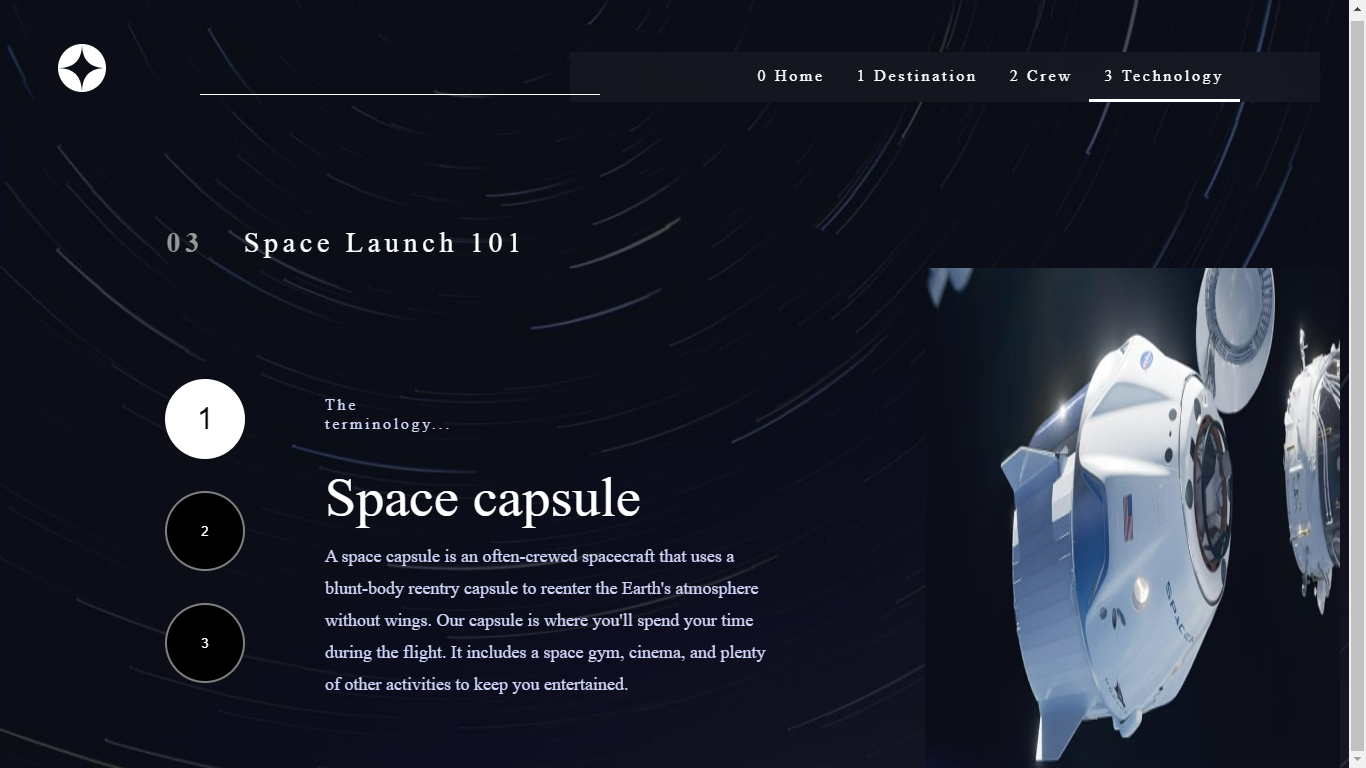 0 Home 1 Destination 2 Crew 3 Technology
03 Space Launch 101
1
The
terminology...
Space capsule
2
A space capsule is an often-crewed spacecraft that uses a
blunt-body reentry capsule to reenter the Earth's atmosphere
without wings. Our capsule is where you'll spend your time
3
during the flight. It includes a space gym, cinema, and plenty
of other activities to keep you entertained.
SPACEX